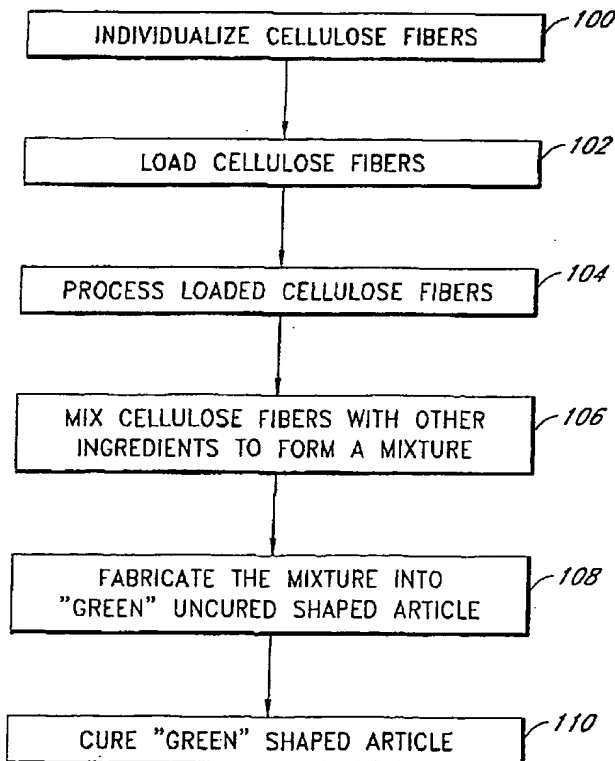 INDIVIDUALIZE CELLULOSE FIBERS
100
LOAD CELLULOSE FIBERS
102
PROCESS LOADED CELLULOSE FIBERS
104
MIX CELLULOSE FIBERS WITH OTHER
INGREDIENTS TO FORM A MIXTURE
106
FABRICATE THE MIXTURE INTO
"GREEN" UNCURED SHAPED ARTICLE
108
CURE "GREEN" SHAPED ARTICLE
110